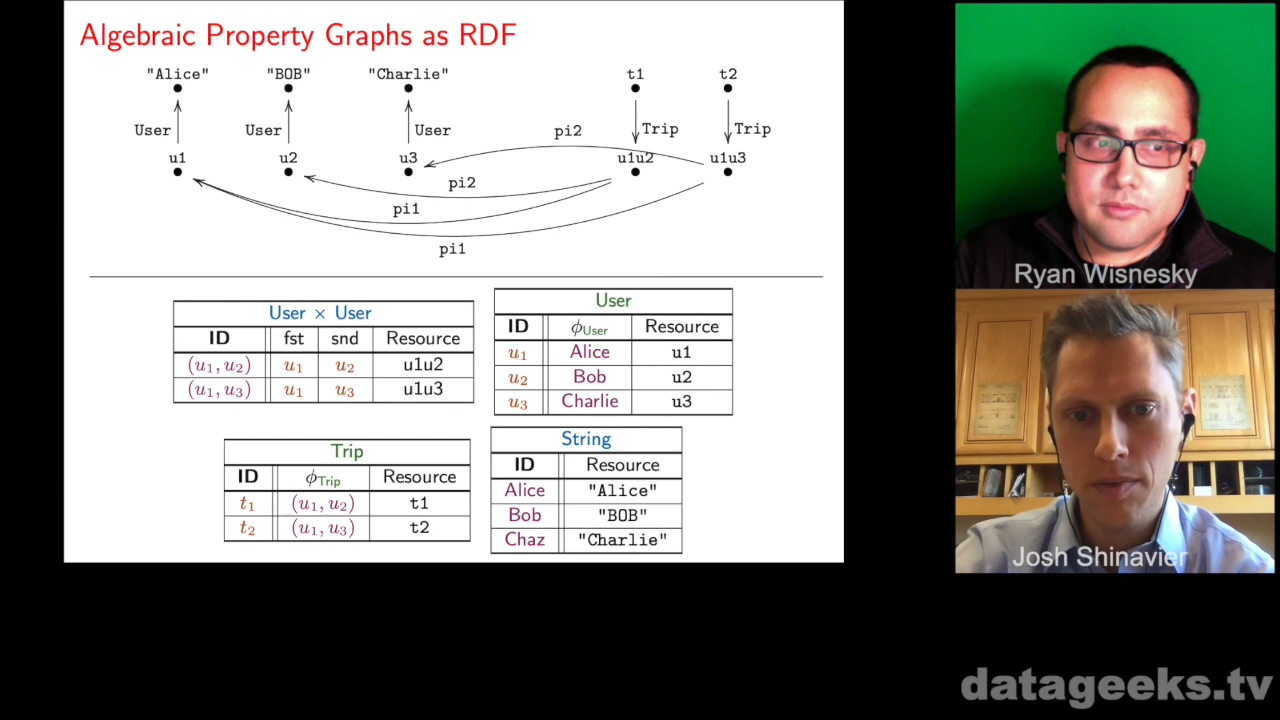 Algebraic Property Graphs as RDF
"Alice" "BOB" "Charlie" t1 t2
User User User Trip Trip
pi2
u1 u2 u3 u1u2 u1u3
pi2
pi1
pi1
User × User
ID fst snd Resource
(u₁, u₂) u₁ u₂ u1u2
(u₁, u₃) u₁ u₃ u1u3
User
ID ϕUser Resource
u₁ Alice u1
u₂ Bob u2
u₃ Charlie u3
Trip
ID ϕTrip Resource
t₁ (u₁, u₂) t1
t₂ (u₁, u₃) t2
String
ID Resource
Alice "Alice"
Bob "BOB"
Chaz "Charlie"
Ryan Wisnesky
Josh Shinavier
datageeks.tv